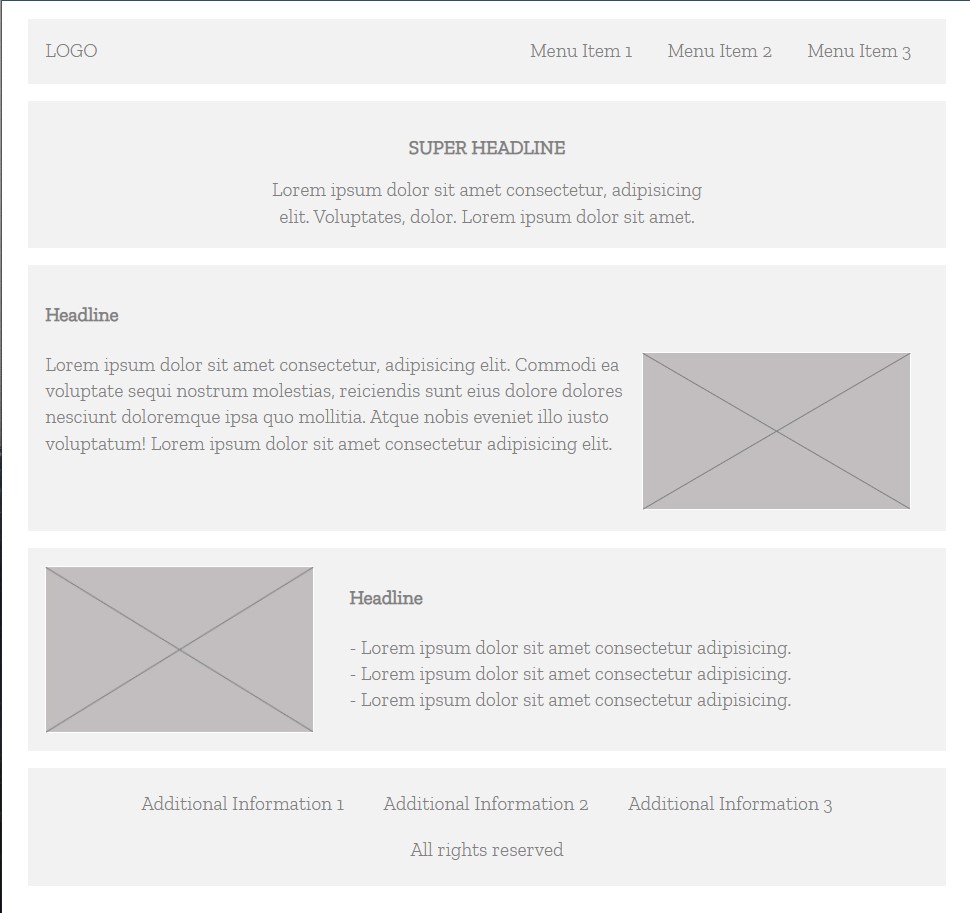 LOGO
Menu Item 1
Menu Item 2
Menu Item 3
SUPER HEADLINE
Lorem ipsum dolor sit amet consectetur, adipisicing
elit. Voluptates, dolor. Lorem ipsum dolor sit amet.
Headline
Lorem ipsum dolor sit amet consectetur, adipisicing elit. Commodi ea
voluptate sequi nostrum molestias, reiciendis sunt eius dolore dolores
nesciunt doloremque ipsa quo mollitia. Atque nobis eveniet illo iusto
voluptatum! Lorem ipsum dolor sit amet consectetur adipisicing elit.
Headline
- Lorem ipsum dolor sit amet consectetur adipisicing.
- Lorem ipsum dolor sit amet consectetur adipisicing.
- Lorem ipsum dolor sit amet consectetur adipisicing.
Additional Information 1
Additional Information 2
Additional Information 3
All rights reserved